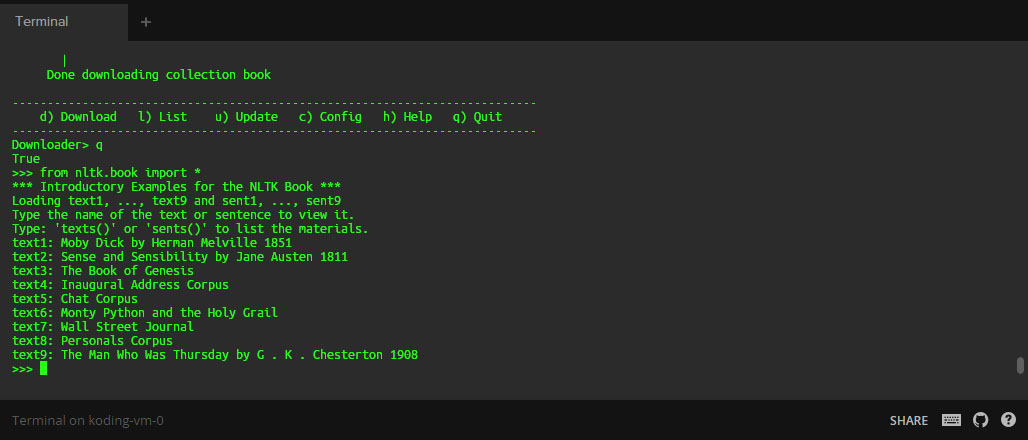 Terminal +
|
Done downloading collection book
---------------------------------------------------------------------------
d) Download l) List u) Update c) Config h) Help q) Quit
---------------------------------------------------------------------------
Downloader> q
True
>>> from nltk.book import *
*** Introductory Examples for the NLTK Book ***
Loading text1, ..., text9 and sent1, ..., sent9
Type the name of the text or sentence to view it.
Type: 'texts()' or 'sents()' to list the materials.
text1: Moby Dick by Herman Melville 1851
text2: Sense and Sensibility by Jane Austen 1811
text3: The Book of Genesis
text4: Inaugural Address Corpus
text5: Chat Corpus
text6: Monty Python and the Holy Grail
text7: Wall Street Journal
text8: Personals Corpus
text9: The Man Who Was Thursday by G . K . Chesterton 1908
>>>
Terminal on koding-vm-0 SHARE ?